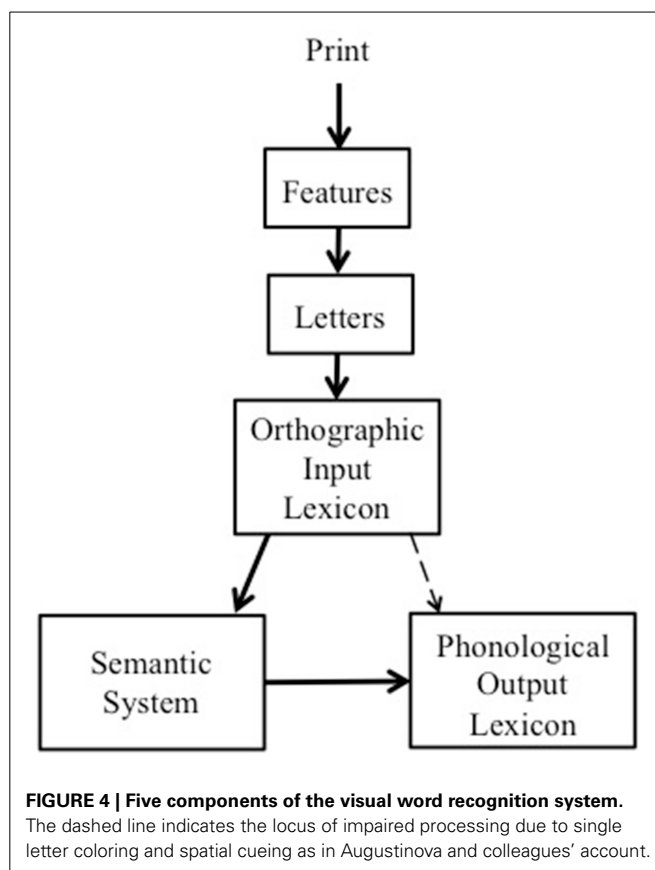 Print
Features
Letters
Orthographic
Input
Lexicon
Semantic
System
Phonological
Output
Lexicon
FIGURE 4 | Five components of the visual word recognition system.
The dashed line indicates the locus of impaired processing due to single
letter coloring and spatial cueing as in Augustinova and colleagues’ account.